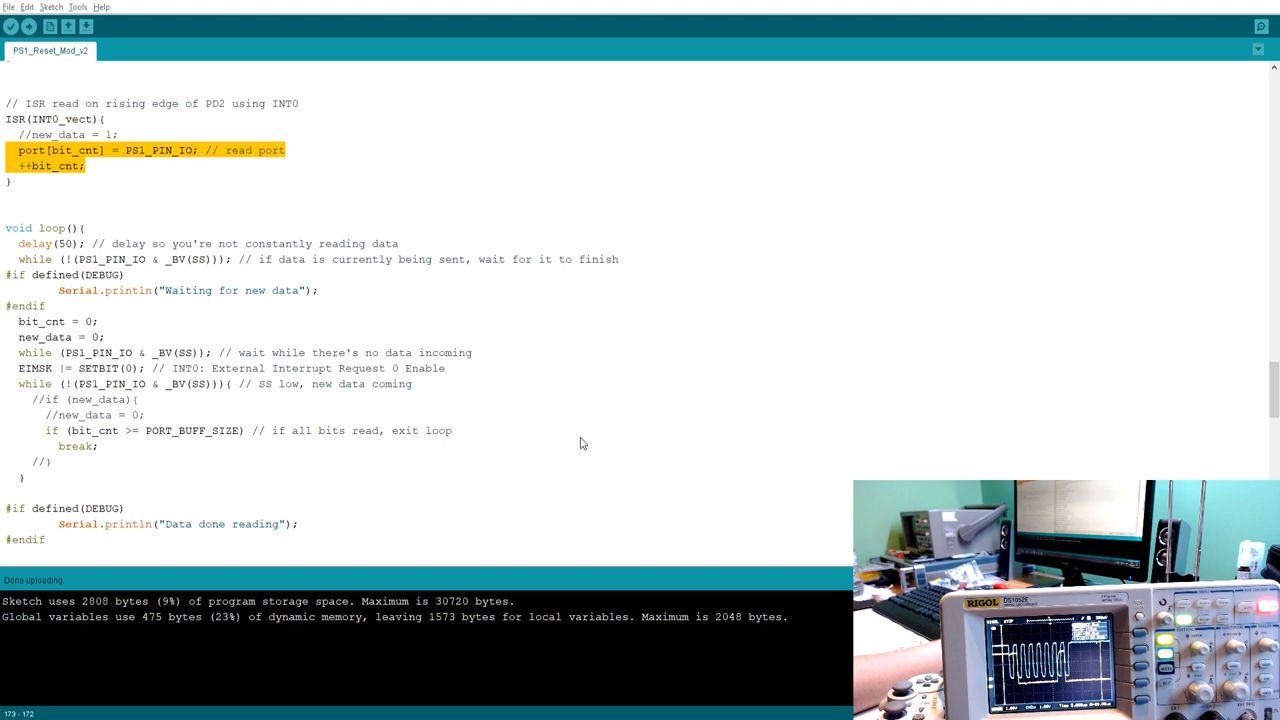 File Edit Sketch Tools Help
PS1_Reset_Mod_v2
// ISR read on rising edge of PD2 using INT0
ISR(INT0_vect){
//new_data = 1;
port[bit_cnt] = PS1_PIN_IO; // read port
++bit_cnt;
}
void loop(){
delay(50); // delay so you're not constantly reading data
while (!(PS1_PIN_IO & _BV(SS))); // if data is currently being sent, wait for it to finish
#if defined(DEBUG)
Serial.println("Waiting for new data");
#endif
bit_cnt = 0;
new_data = 0;
while (PS1_PIN_IO & _BV(SS)); // wait while there's no data incoming
EIMSK |= SETBIT(0); // INT0: External Interrupt Request 0 Enable
while (!(PS1_PIN_IO & _BV(SS))){ // SS low, new data coming
//if (new_data){
//new_data = 0;
if (bit_cnt >= PORT_BUFF_SIZE) // if all bits read, exit loop
break;
//}
}
#if defined(DEBUG)
Serial.println("Data done reading");
#endif
Done uploading.
Sketch uses 2808 bytes (9%) of program storage space. Maximum is 30720 bytes.
Global variables use 475 bytes (23%) of dynamic memory, leaving 1573 bytes for local variables. Maximum is 2048 bytes.
173 - 172
RIGOL DS1052E